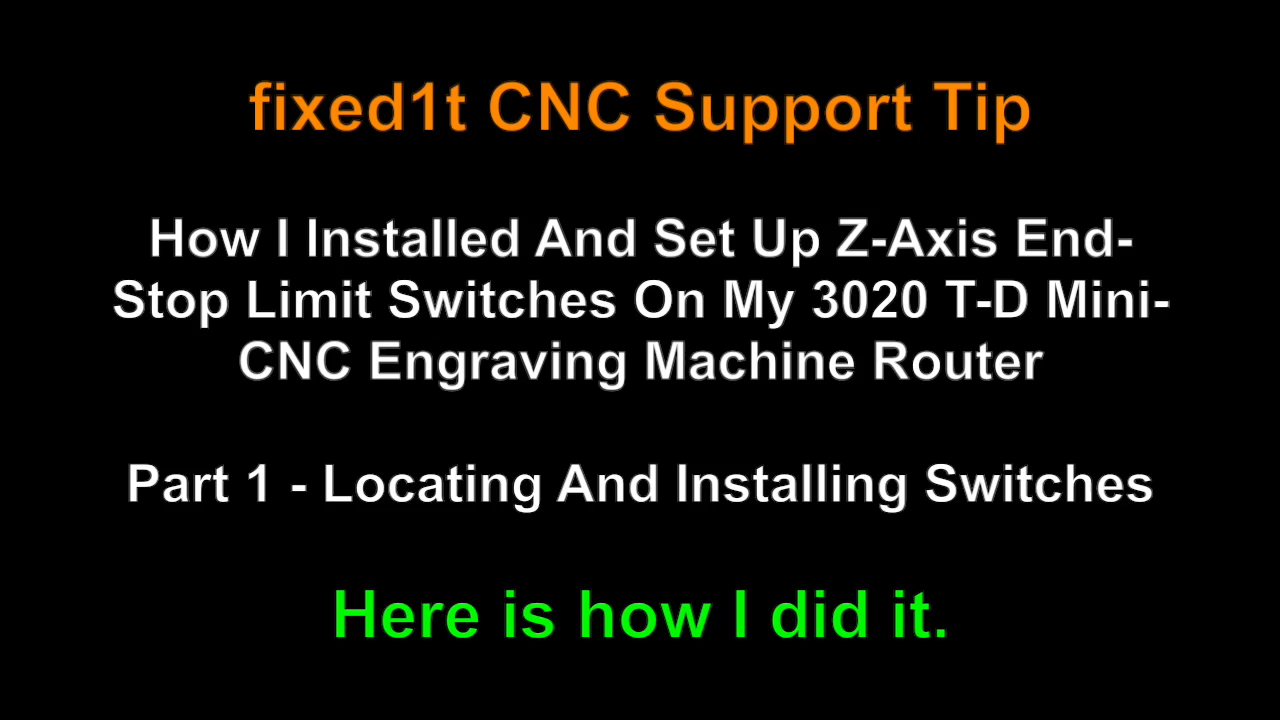 fixed1t CNC Support Tip
How I Installed And Set Up Z-Axis End-
Stop Limit Switches On My 3020 T-D Mini-
CNC Engraving Machine Router
Part 1 - Locating And Installing Switches
Here is how I did it.